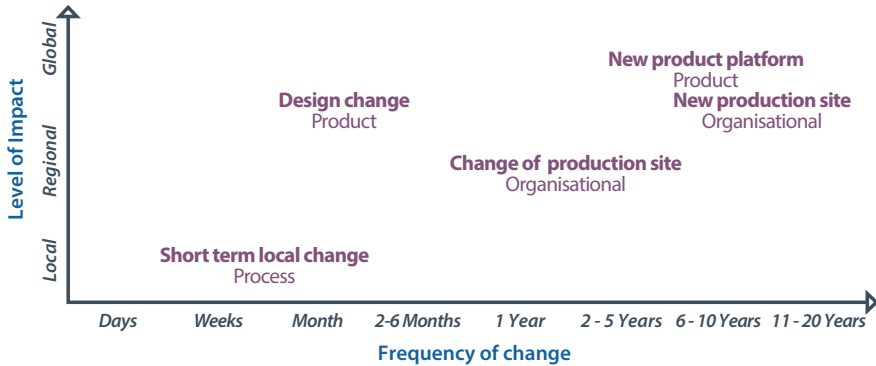 Level of Impact
Global
Regional
Local
New product platform
Product
Design change
Product
New production site
Organisational
Change of production site
Organisational
Short term local change
Process
Days
Weeks
Month
2-6 Months
1 Year
2 - 5 Years
6 - 10 Years
11 - 20 Years
Frequency of change